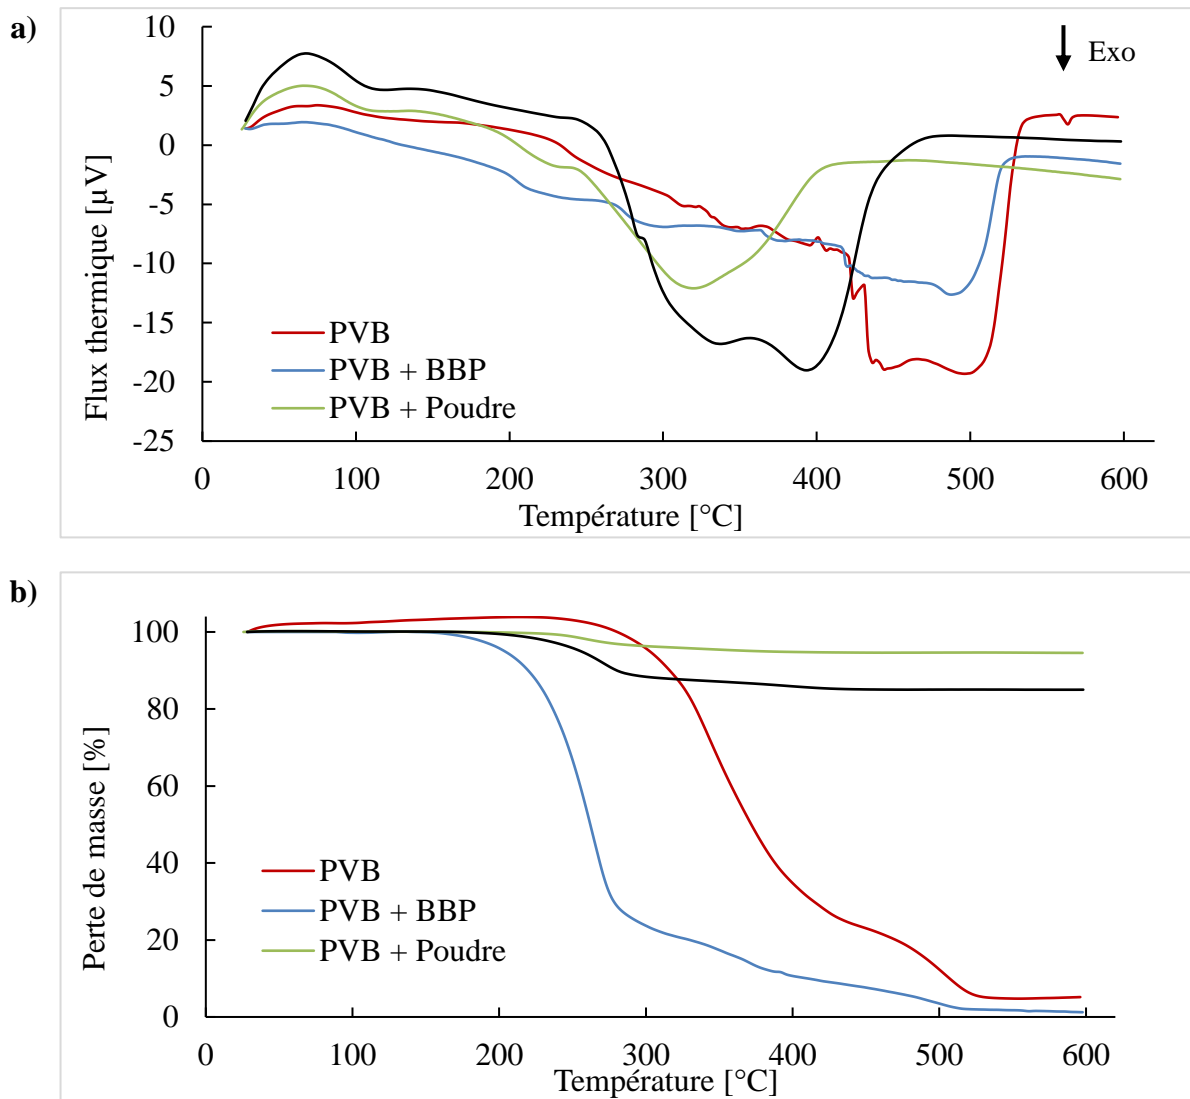 a)
10
5
0
-5
-10
-15
-20
-25
Flux thermique [µV]
Exo
PVB
PVB + BBP
PVB + Poudre
0 100 200 300 400 500 600
Température [°C]
b)
100
80
60
40
20
0
Perte de masse [%]
PVB
PVB + BBP
PVB + Poudre
0 100 200 300 400 500 600
Température [°C]